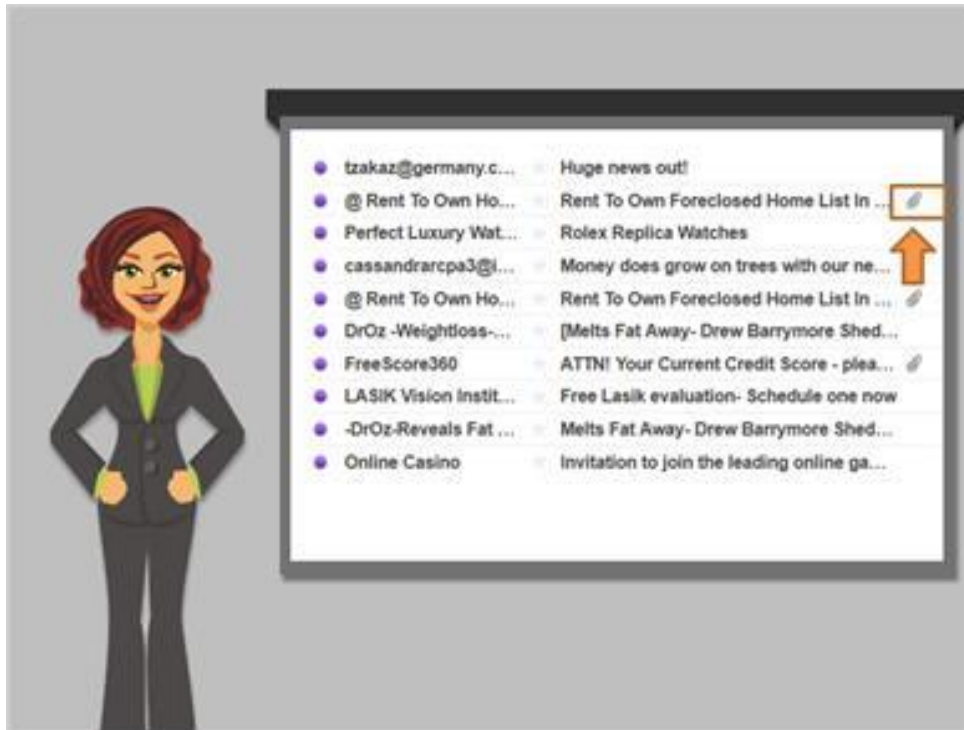 tzakaz@germany.c... Huge news out!
@ Rent To Own Ho... Rent To Own Foreclosed Home List In ...
Perfect Luxury Wat... Rolex Replica Watches
cassandrarcpa3@i... Money does grow on trees with our ne...
@ Rent To Own Ho... Rent To Own Foreclosed Home List In ...
DrOz -Weightloss-... [Melts Fat Away- Drew Barrymore Shed...
FreeScore360 ATTN! Your Current Credit Score - plea...
LASIK Vision Instit... Free Lasik evaluation- Schedule one now
-DrOz-Reveals Fat ... Melts Fat Away- Drew Barrymore Shed...
Online Casino Invitation to join the leading online ga...